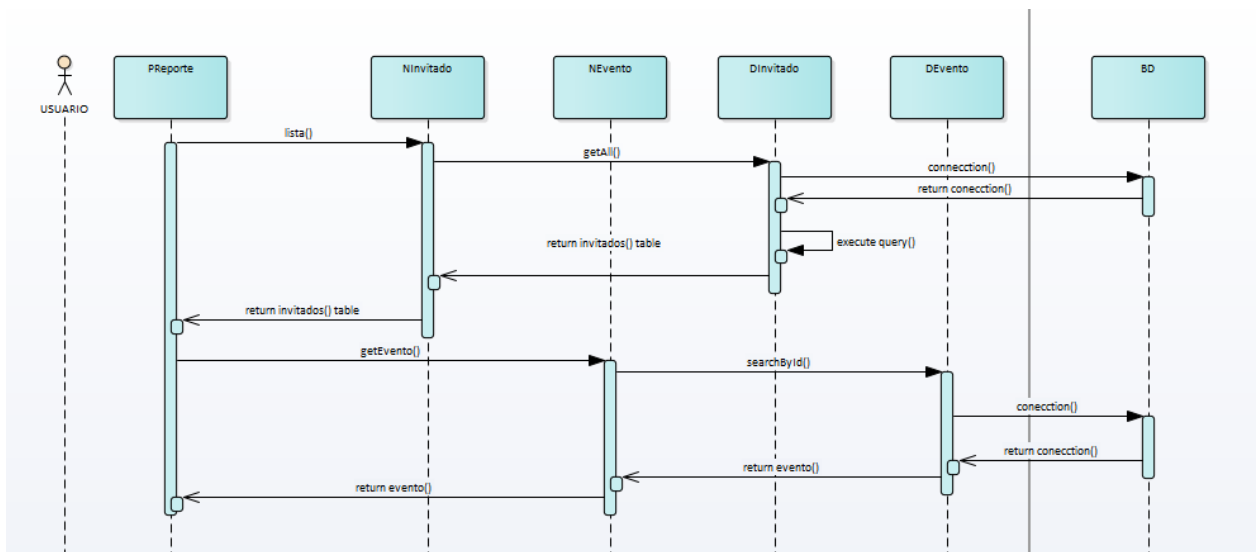 USUARIO
PReporte
NInvitado
NEvento
DInvitado
DEvento
BD
lista()
getAll()
connecction()
return conecction()
execute query()
return invitados() table
return invitados() table
getEvento()
searchById()
conecction()
return conecction()
return evento()
return evento()